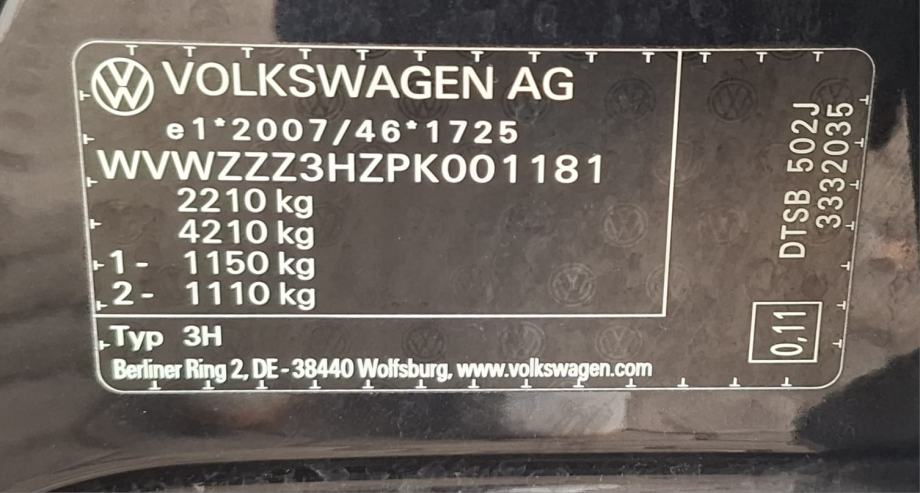 VOLKSWAGEN AG
e1*2007/46*1725
WVWZZZ3HZPK001181
2210 kg
4210 kg
1- 1150 kg
2- 1110 kg
Typ 3H
Berliner Ring 2, DE-38440 Wolfsburg, www.volkswagen.com
DTSB 502J
3332035
0,11